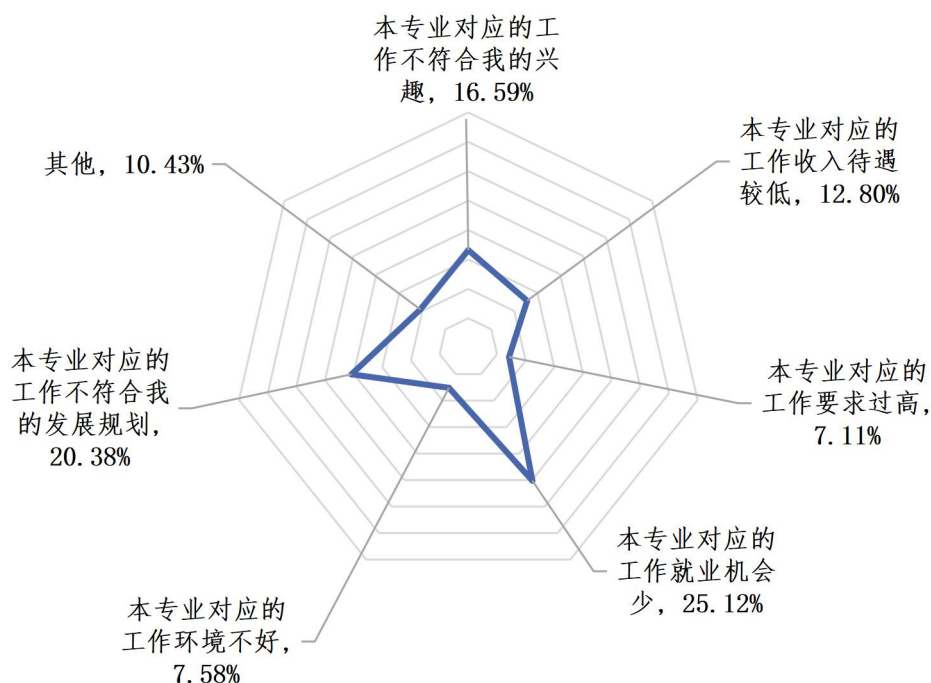 本专业对应的工
作不符合我的兴
趣，16.59%
本专业对应的
工作收入待遇
较低，12.80%
本专业对应的
工作要求过高，
7.11%
本专业对应的
工作就业机会
少，25.12%
本专业对应的
工作环境不好，
7.58%
本专业对应的
工作不符合我
的发展规划，
20.38%
其他，10.43%